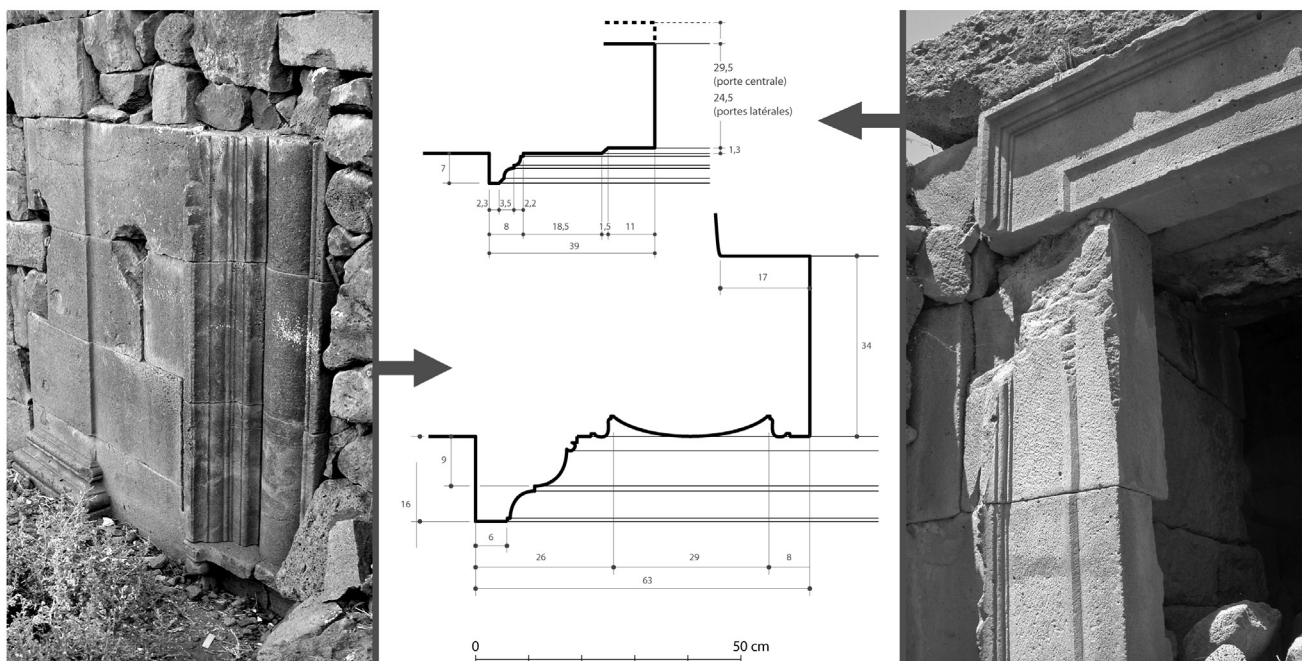 29,5
(porte centrale)
24,5
(portes latérales)
1,3
7
2,3 3,5 2,2
8 18,5 1,5 11
39
17
34
9
16
6
26 29 8
63
0 50 cm